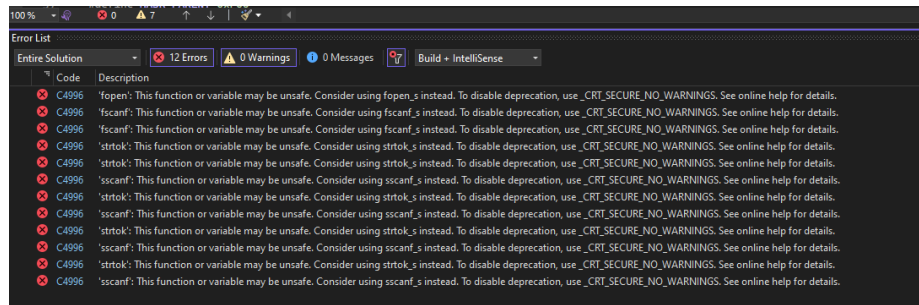 100 % 0 7
Error List
Entire Solution 12 Errors 0 Warnings 0 Messages Build + IntelliSense
Code Description
C4996 'fopen': This function or variable may be unsafe. Consider using fopen_s instead. To disable deprecation, use _CRT_SECURE_NO_WARNINGS. See online help for details.
C4996 'fscanf': This function or variable may be unsafe. Consider using fscanf_s instead. To disable deprecation, use _CRT_SECURE_NO_WARNINGS. See online help for details.
C4996 'fscanf': This function or variable may be unsafe. Consider using fscanf_s instead. To disable deprecation, use _CRT_SECURE_NO_WARNINGS. See online help for details.
C4996 'strtok': This function or variable may be unsafe. Consider using strtok_s instead. To disable deprecation, use _CRT_SECURE_NO_WARNINGS. See online help for details.
C4996 'sscanf': This function or variable may be unsafe. Consider using sscanf_s instead. To disable deprecation, use _CRT_SECURE_NO_WARNINGS. See online help for details.
C4996 'strtok': This function or variable may be unsafe. Consider using strtok_s instead. To disable deprecation, use _CRT_SECURE_NO_WARNINGS. See online help for details.
C4996 'sscanf': This function or variable may be unsafe. Consider using sscanf_s instead. To disable deprecation, use _CRT_SECURE_NO_WARNINGS. See online help for details.
C4996 'sscanf': This function or variable may be unsafe. Consider using sscanf_s instead. To disable deprecation, use _CRT_SECURE_NO_WARNINGS. See online help for details.
C4996 'strtok': This function or variable may be unsafe. Consider using strtok_s instead. To disable deprecation, use _CRT_SECURE_NO_WARNINGS. See online help for details.
C4996 'sscanf': This function or variable may be unsafe. Consider using sscanf_s instead. To disable deprecation, use _CRT_SECURE_NO_WARNINGS. See online help for details.
C4996 'strtok': This function or variable may be unsafe. Consider using strtok_s instead. To disable deprecation, use _CRT_SECURE_NO_WARNINGS. See online help for details.
C4996 'sscanf': This function or variable may be unsafe. Consider using sscanf_s instead. To disable deprecation, use _CRT_SECURE_NO_WARNINGS. See online help for details.